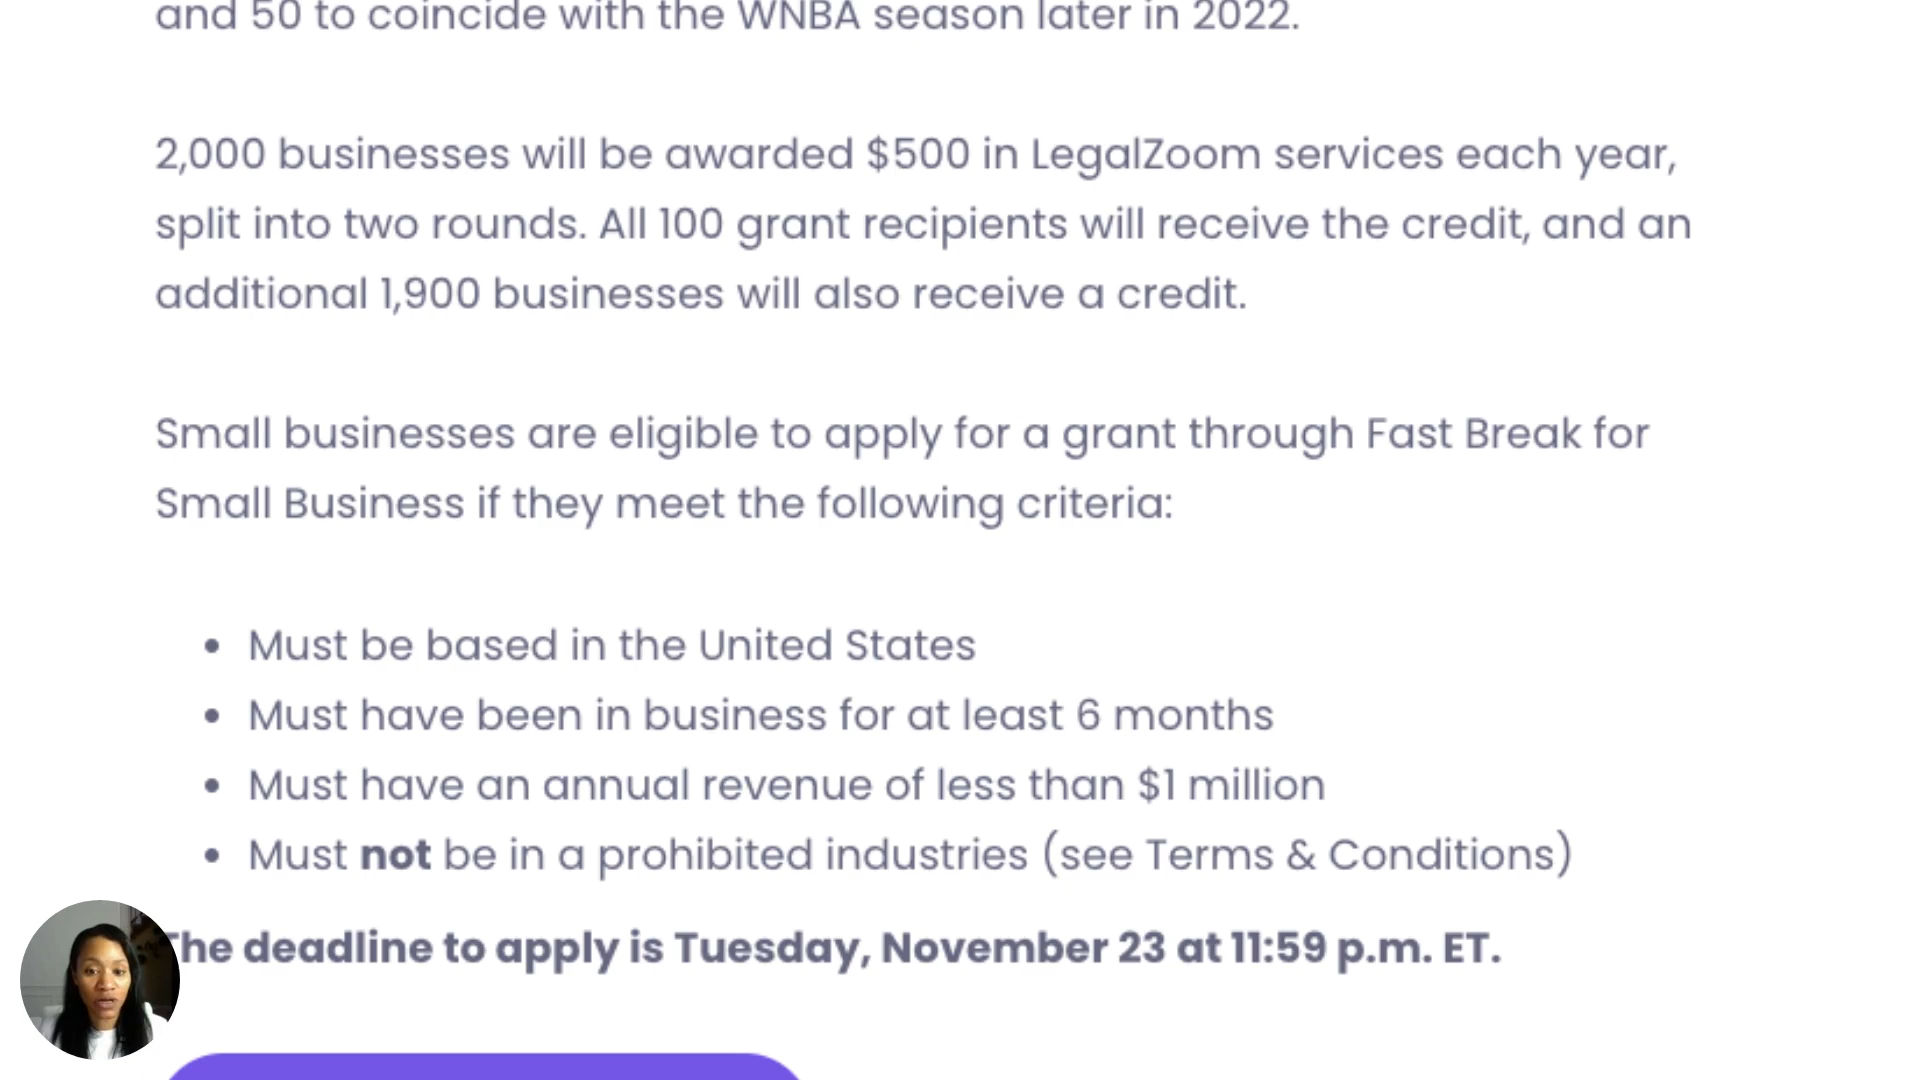 and 50 to coincide with the WNBA season later in 2022.
2,000 businesses will be awarded $500 in LegalZoom services each year,
split into two rounds. All 100 grant recipients will receive the credit, and an
additional 1,900 businesses will also receive a credit.
Small businesses are eligible to apply for a grant through Fast Break for
Small Business if they meet the following criteria:
• Must be based in the United States
• Must have been in business for at least 6 months
• Must have an annual revenue of less than $1 million
• Must not be in a prohibited industries (see Terms & Conditions)
The deadline to apply is Tuesday, November 23 at 11:59 p.m. ET.